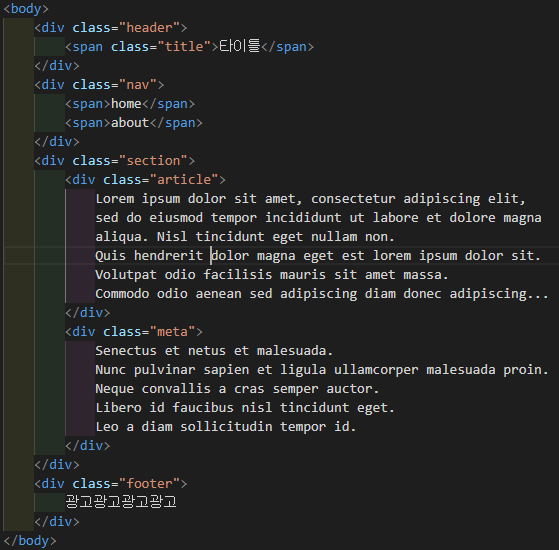 <body>
<div class="header">
<span class="title">타이틀</span>
</div>
<div class="nav">
<span>home</span>
<span>about</span>
</div>
<div class="section">
<div class="article">
Lorem ipsum dolor sit amet, consectetur adipiscing elit,
sed do eiusmod tempor incididunt ut labore et dolore magna
aliqua. Nisl tincidunt eget nullam non.
Quis hendrerit dolor magna eget est lorem ipsum dolor sit.
Volutpat odio facilisis mauris sit amet massa.
Commodo odio aenean sed adipiscing diam donec adipiscing...
</div>
<div class="meta">
Senectus et netus et malesuada.
Nunc pulvinar sapien et ligula ullamcorper malesuada proin.
Neque convallis a cras semper auctor.
Libero id faucibus nisl tincidunt eget.
Leo a diam sollicitudin tempor id.
</div>
</div>
<div class="footer">
광고광고광고광고
</div>
</body>